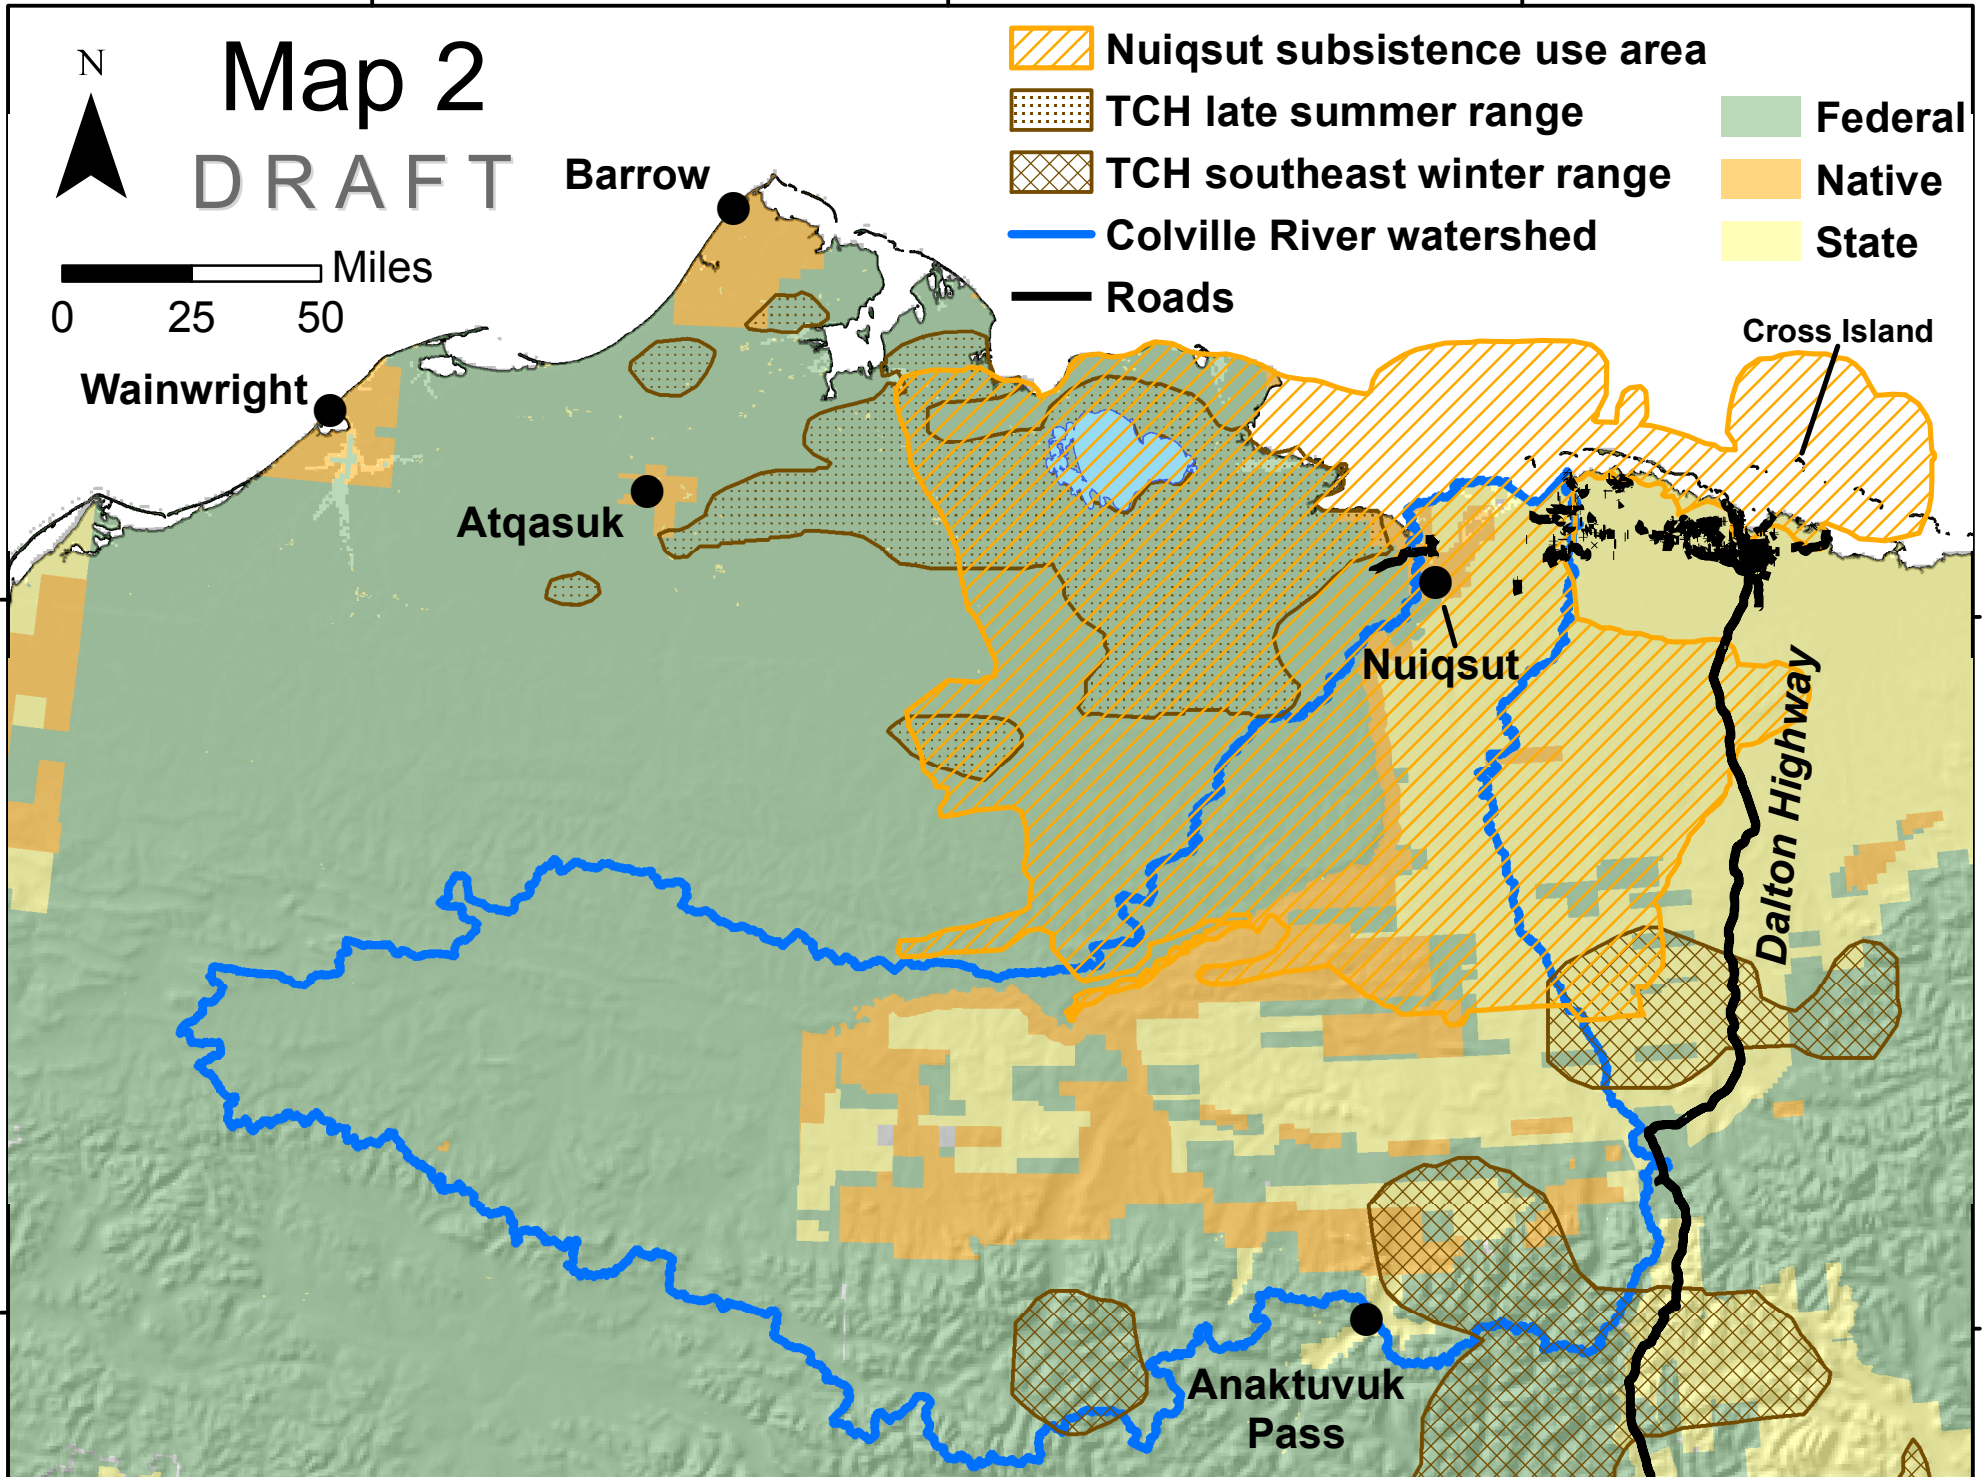 N
Map 2
DRAFT
Miles
0 25 50
Nuiqsut subsistence use area
TCH late summer range
TCH southeast winter range
Colville River watershed
Roads
Federal
Native
State
Barrow
Cross Island
Wainwright
Atqasuk
Nuiqsut
Dalton Highway
Anaktuvuk
Pass